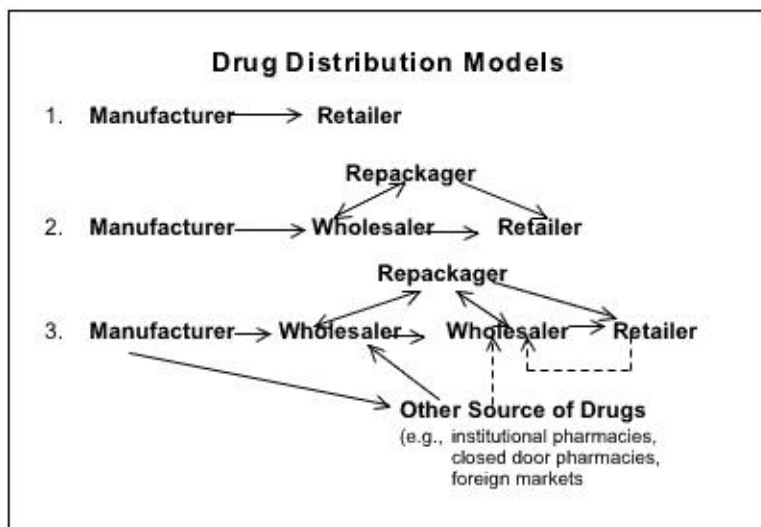 Drug Distribution Models
1. Manufacturer Retailer
Repackager
2. Manufacturer Wholesaler Retailer
Repackager
3. Manufacturer Wholesaler Wholesaler Retailer
Other Source of Drugs
(e.g., institutional pharmacies,
closed door pharmacies,
foreign markets